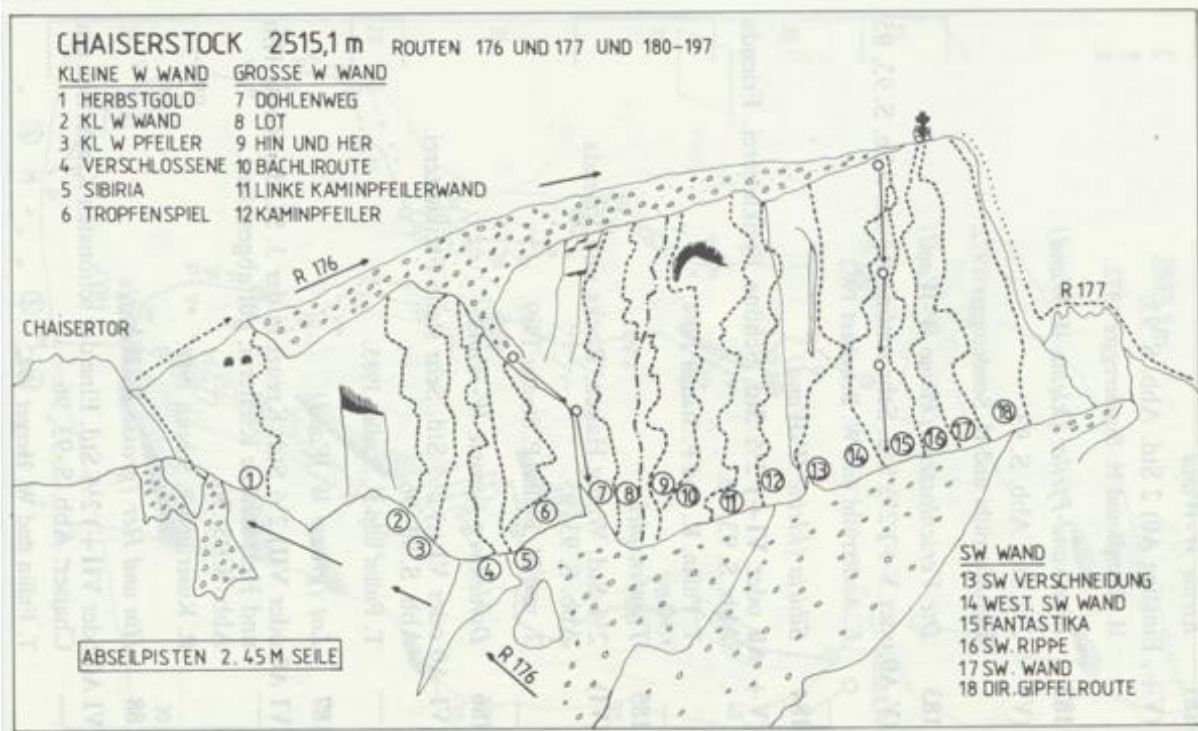 CHAISERSTOCK 2515,1 m ROUTEN 176 UND 177 UND 180-197
KLEINE W WAND
1 HERBSTGOLD
2 KL W WAND
3 KL W PFEILER
4 VERSCHLOSSENE
5 SIBIRIA
6 TROPFENSPIEL
GROSSE W WAND
7 DOHLENWEG
8 LOT
9 HIN UND HER
10 BÄCHLIROUTE
11 LINKE KAMINPFEILERWAND
12 KAMINPFEILER
R 176
CHAISERTOR
R 177
1
2
3
4
5
6
7
8
9
10
11
12
13
14
15
16
17
18
R 176
ABSEILPISTEN 2. 45 M SEILE
SW WAND
13 SW VERSCHNEIDUNG
14 WEST. SW WAND
15 FANTASTIKA
16 SW. RIPPE
17 SW. WAND
18 DIR. GIPFELROUTE